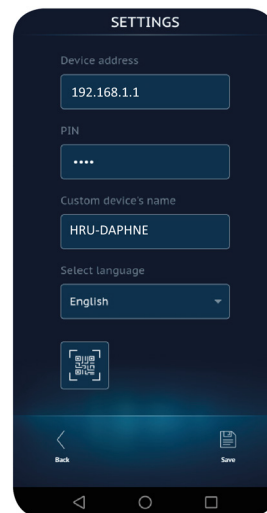 SETTINGS
Device address
192.168.1.1
PIN
••••
Custom device's name
HRU-DAPHNE
Select language
English
Back
Save